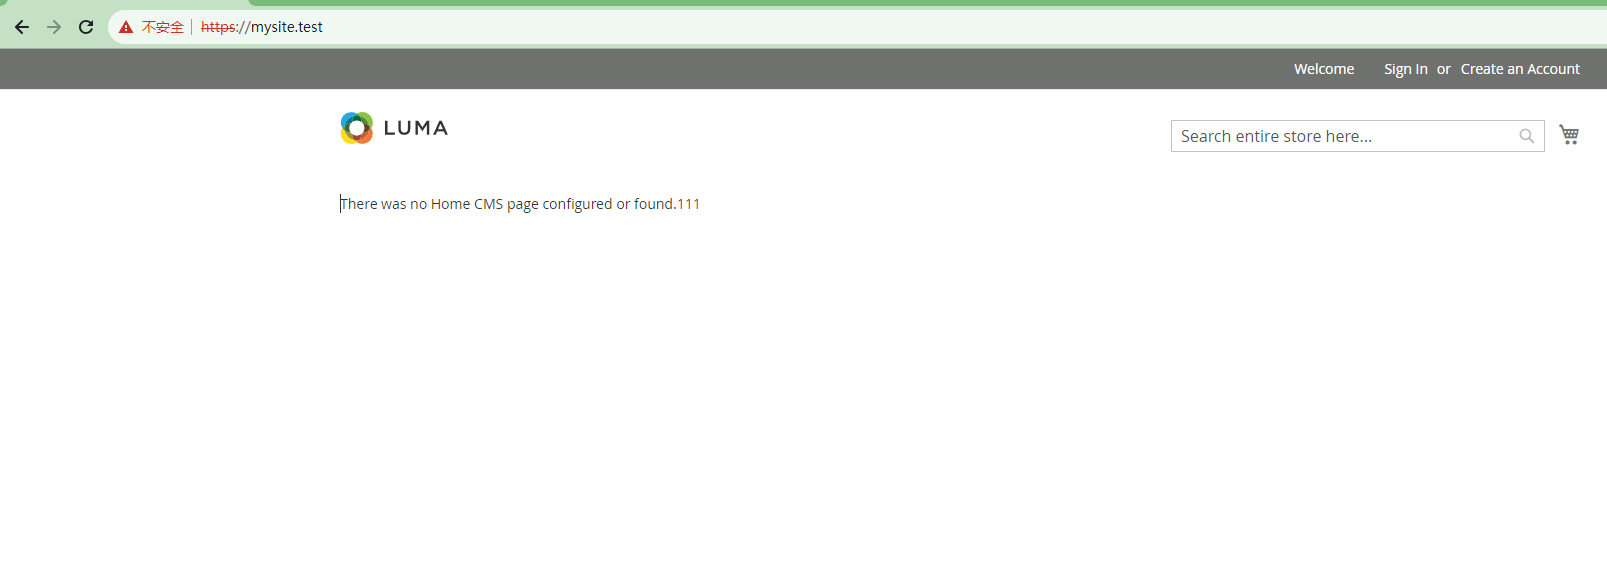 不安全 https://mysite.test
Welcome Sign In or Create an Account
LUMA
Search entire store here...
There was no Home CMS page configured or found.111